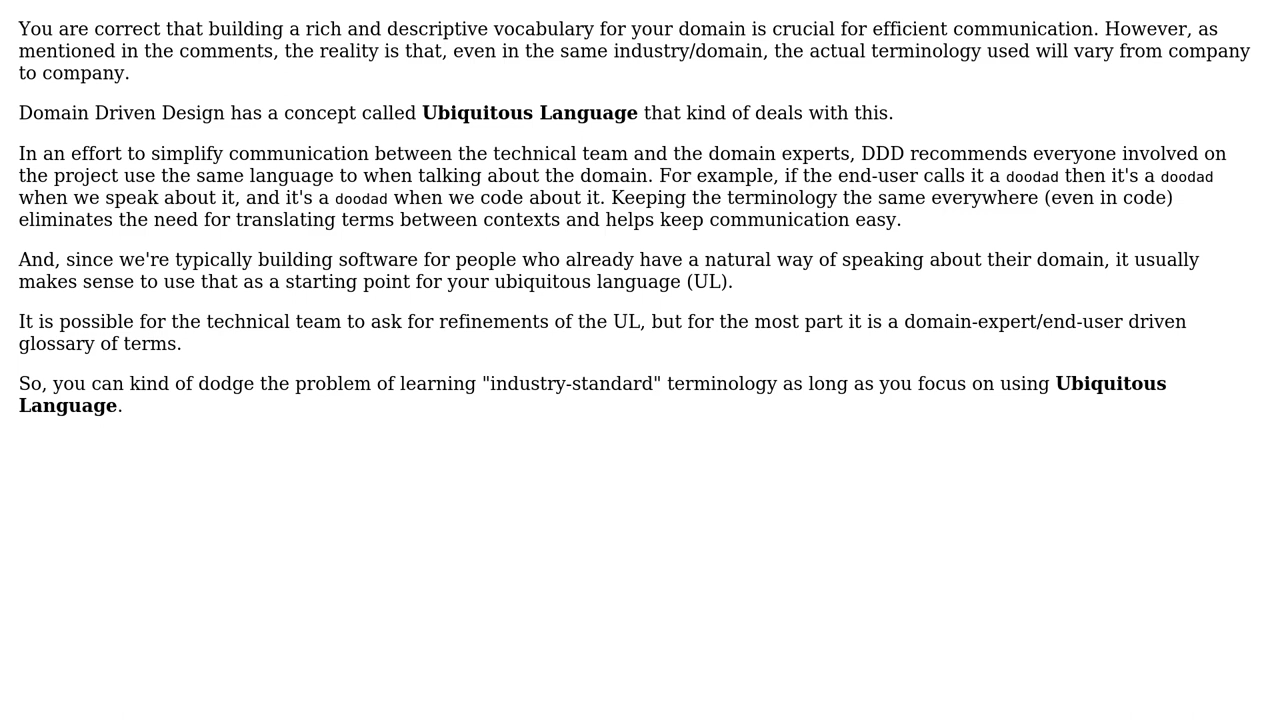 You are correct that building a rich and descriptive vocabulary for your domain is crucial for efficient communication. However, as
mentioned in the comments, the reality is that, even in the same industry/domain, the actual terminology used will vary from company
to company.
Domain Driven Design has a concept called Ubiquitous Language that kind of deals with this.
In an effort to simplify communication between the technical team and the domain experts, DDD recommends everyone involved on
the project use the same language to when talking about the domain. For example, if the end-user calls it a doodad then it's a doodad
when we speak about it, and it's a doodad when we code about it. Keeping the terminology the same everywhere (even in code)
eliminates the need for translating terms between contexts and helps keep communication easy.
And, since we're typically building software for people who already have a natural way of speaking about their domain, it usually
makes sense to use that as a starting point for your ubiquitous language (UL).
It is possible for the technical team to ask for refinements of the UL, but for the most part it is a domain-expert/end-user driven
glossary of terms.
So, you can kind of dodge the problem of learning "industry-standard" terminology as long as you focus on using Ubiquitous
Language.